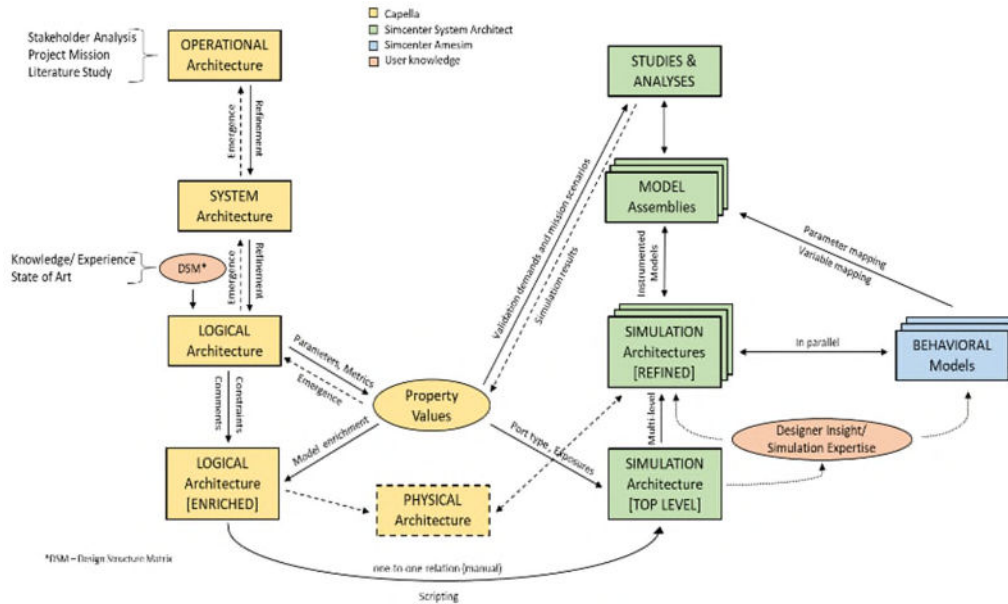 Capella
Simcenter System Architect
Simcenter Amesim
User knowledge
Stakeholder Analysis
Project Mission
Literature Study
OPERATIONAL
Architecture
STUDIES &
ANALYSES
Emergence
Refinement
MODEL
Assemblies
SYSTEM
Architecture
Validation demands and mission scenarios
Simulation results
Parameter mapping
Variable mapping
Knowledge/ Experience
State of Art
DSM*
Emergence
Refinement
Instrumented
Models
LOGICAL
Architecture
Parameters, Metrics
Emergence
SIMULATION
Architectures
[REFINED]
In parallel
BEHAVIORAL
Models
Constraints
Comments
Property
Values
Model enrichment
Port type, Exposures
Multi-level
Designer Insight/
Simulation Expertise
LOGICAL
Architecture
[ENRICHED]
PHYSICAL
Architecture
SIMULATION
Architecture
[TOP LEVEL]
*DSM – Design Structure Matrix
one to one relation (manual)
Scripting